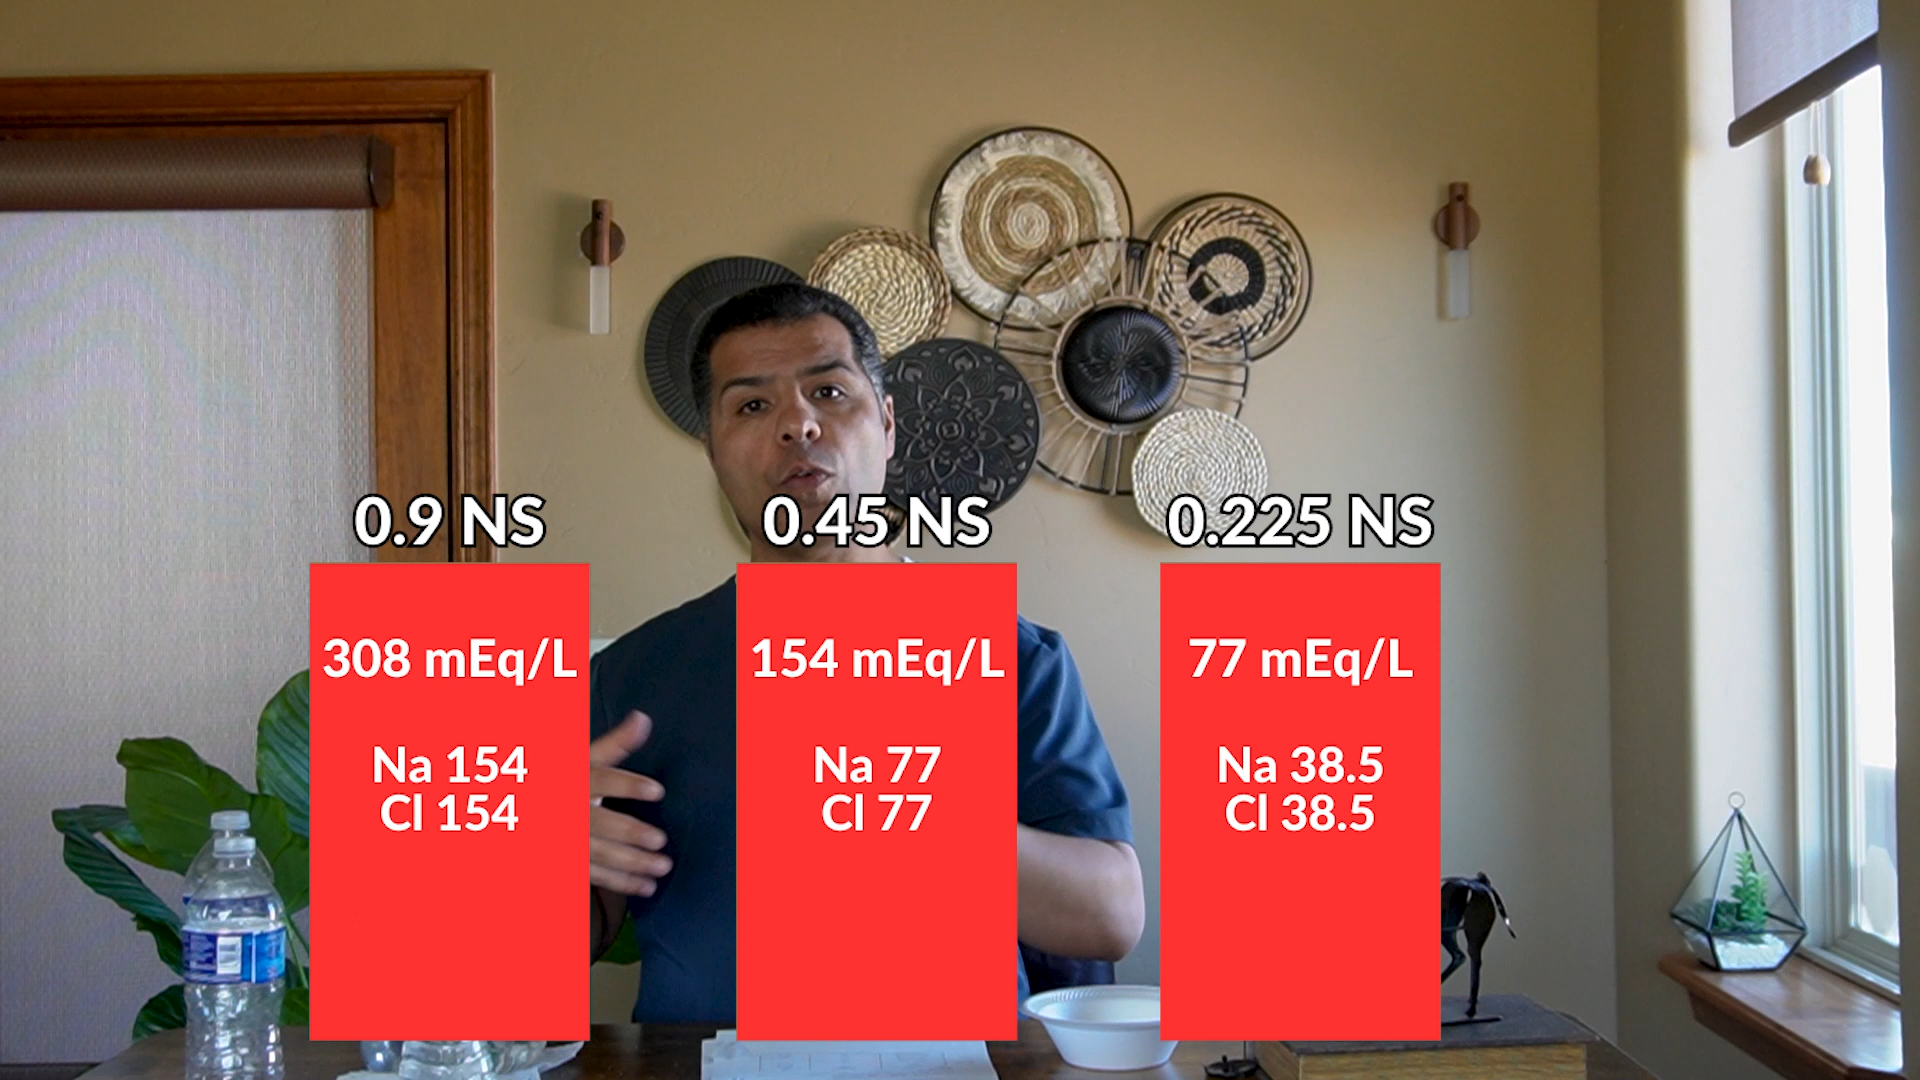 0.9 NS
308 mEq/L
Na 154
Cl 154
0.45 NS
154 mEq/L
Na 77
Cl 77
0.225 NS
77 mEq/L
Na 38.5
Cl 38.5